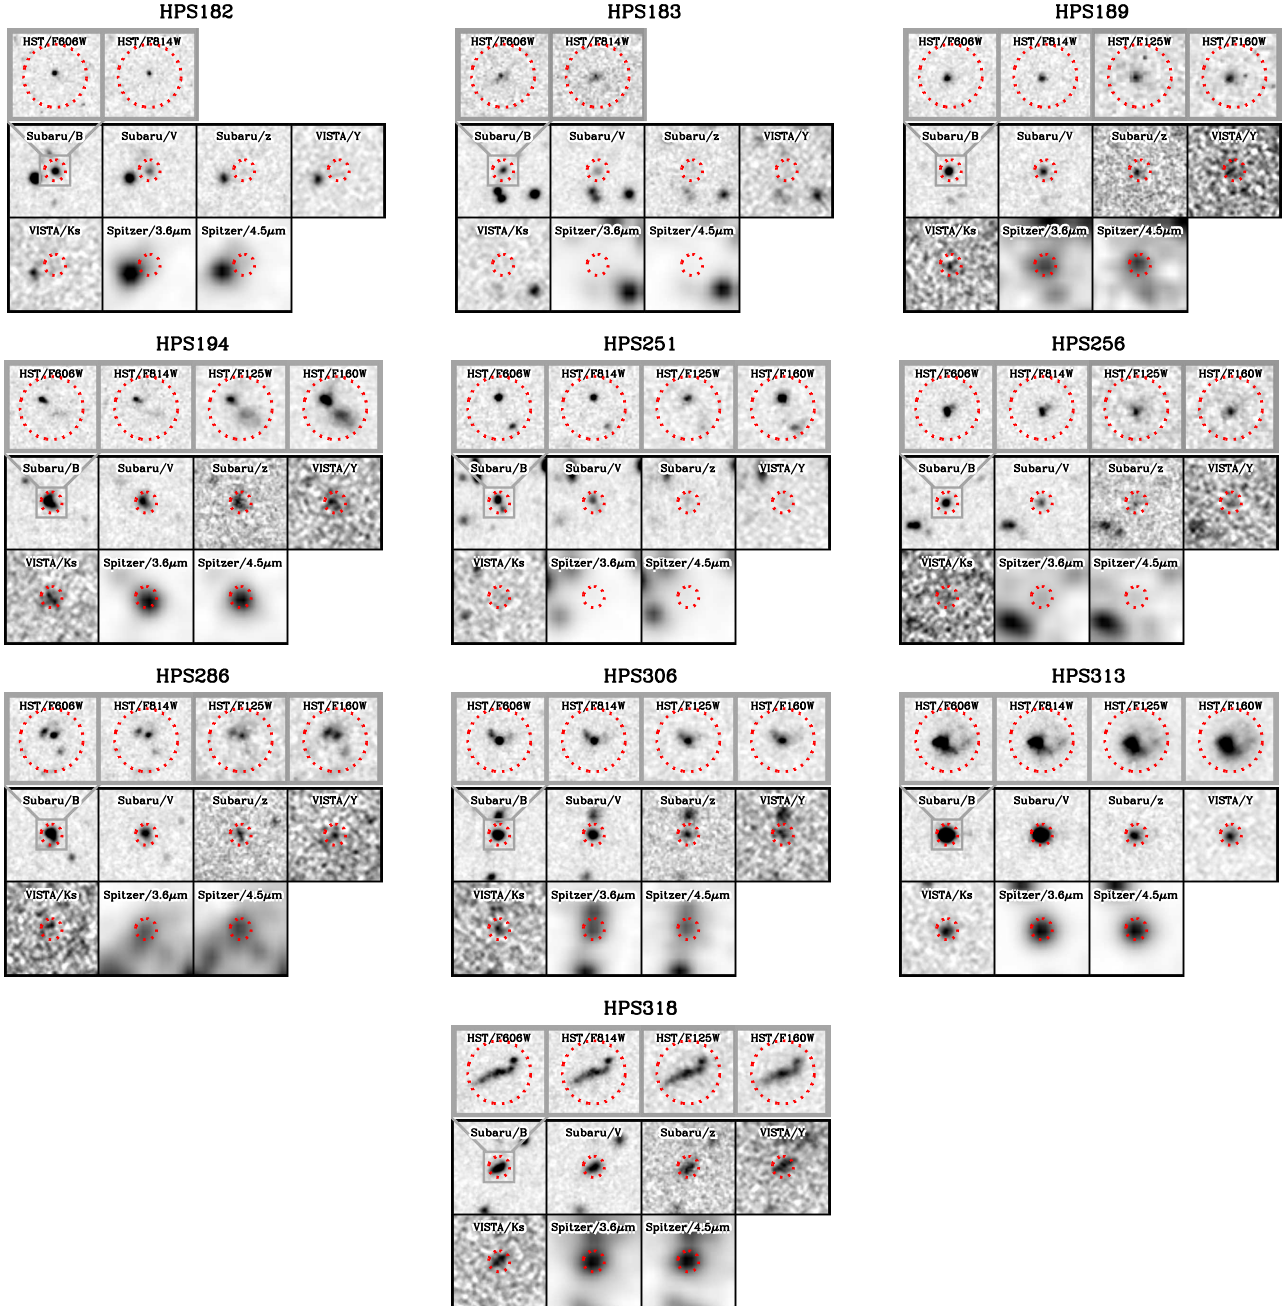 HPS182
HST/F606W HST/F814W
Subaru/B Subaru/V Subaru/z VISTA/Y
VISTA/Ks Spitzer/3.6μm Spitzer/4.5μm
HPS183
HST/F606W HST/F814W
Subaru/B Subaru/V Subaru/z VISTA/Y
VISTA/Ks Spitzer/3.6μm Spitzer/4.5μm
HPS189
HST/F606W HST/F814W HST/F125W HST/F160W
Subaru/B Subaru/V Subaru/z VISTA/Y
VISTA/Ks Spitzer/3.6μm Spitzer/4.5μm
HPS194
HST/F606W HST/F814W HST/F125W HST/F160W
Subaru/B Subaru/V Subaru/z VISTA/Y
VISTA/Ks Spitzer/3.6μm Spitzer/4.5μm
HPS251
HST/F606W HST/F814W HST/F125W HST/F160W
Subaru/B Subaru/V Subaru/z VISTA/Y
VISTA/Ks Spitzer/3.6μm Spitzer/4.5μm
HPS256
HST/F606W HST/F814W HST/F125W HST/F160W
Subaru/B Subaru/V Subaru/z VISTA/Y
VISTA/Ks Spitzer/3.6μm Spitzer/4.5μm
HPS286
HST/F606W HST/F814W HST/F125W HST/F160W
Subaru/B Subaru/V Subaru/z VISTA/Y
VISTA/Ks Spitzer/3.6μm Spitzer/4.5μm
HPS306
HST/F606W HST/F814W HST/F125W HST/F160W
Subaru/B Subaru/V Subaru/z VISTA/Y
VISTA/Ks Spitzer/3.6μm Spitzer/4.5μm
HPS313
HST/F606W HST/F814W HST/F125W HST/F160W
Subaru/B Subaru/V Subaru/z VISTA/Y
VISTA/Ks Spitzer/3.6μm Spitzer/4.5μm
HPS318
HST/F606W HST/F814W HST/F125W HST/F160W
Subaru/B Subaru/V Subaru/z VISTA/Y
VISTA/Ks Spitzer/3.6μm Spitzer/4.5μm